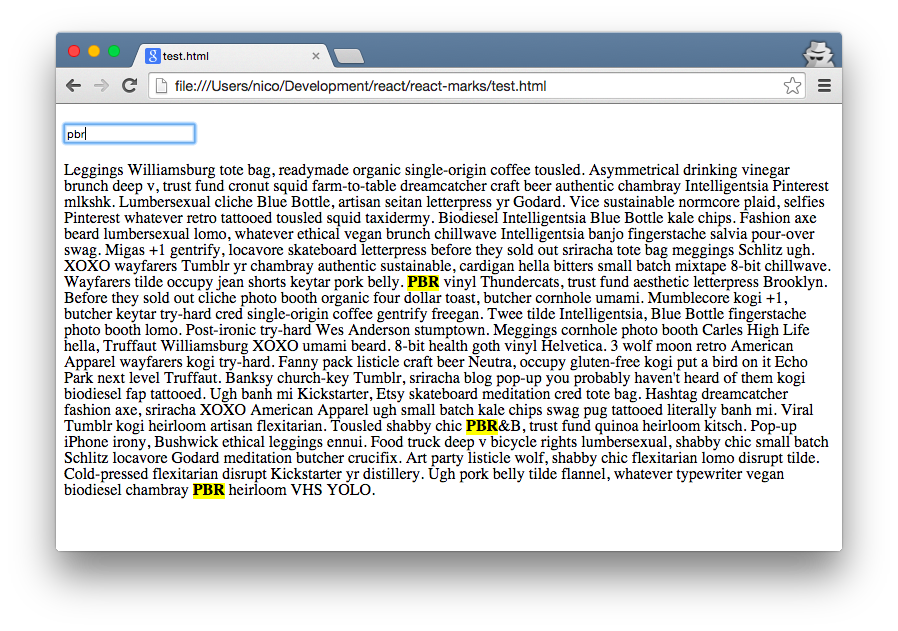 test.html
file:///Users/nico/Development/react/react-marks/test.html
pbr
Leggings Williamsburg tote bag, readymade organic single-origin coffee tousled. Asymmetrical drinking vinegar
brunch deep v, trust fund cronut squid farm-to-table dreamcatcher craft beer authentic chambray Intelligentsia Pinterest
mlkshk. Lumbersexual cliche Blue Bottle, artisan seitan letterpress yr Godard. Vice sustainable normcore plaid, selfies
Pinterest whatever retro tattooed tousled squid taxidermy. Biodiesel Intelligentsia Blue Bottle kale chips. Fashion axe
beard lumbersexual lomo, whatever ethical vegan brunch chillwave Intelligentsia banjo fingerstache salvia pour-over
swag. Migas +1 gentrify, locavore skateboard letterpress before they sold out sriracha tote bag meggings Schlitz ugh.
XOXO wayfarers Tumblr yr chambray authentic sustainable, cardigan hella bitters small batch mixtape 8-bit chillwave.
Wayfarers tilde occupy jean shorts keytar pork belly. PBR vinyl Thundercats, trust fund aesthetic letterpress Brooklyn.
Before they sold out cliche photo booth organic four dollar toast, butcher cornhole umami. Mumblecore kogi +1,
butcher keytar try-hard cred single-origin coffee gentrify freegan. Twee tilde Intelligentsia, Blue Bottle fingerstache
photo booth lomo. Post-ironic try-hard Wes Anderson stumptown. Meggings cornhole photo booth Carles High Life
hella, Truffaut Williamsburg XOXO umami beard. 8-bit health goth vinyl Helvetica. 3 wolf moon retro American
Apparel wayfarers kogi try-hard. Fanny pack listicle craft beer Neutra, occupy gluten-free kogi put a bird on it Echo
Park next level Truffaut. Banksy church-key Tumblr, sriracha blog pop-up you probably haven't heard of them kogi
biodiesel fap tattooed. Ugh banh mi Kickstarter, Etsy skateboard meditation cred tote bag. Hashtag dreamcatcher
fashion axe, sriracha XOXO American Apparel ugh small batch kale chips swag pug tattooed literally banh mi. Viral
Tumblr kogi heirloom artisan flexitarian. Tousled shabby chic PBR&B, trust fund quinoa heirloom kitsch. Pop-up
iPhone irony, Bushwick ethical leggings ennui. Food truck deep v bicycle rights lumbersexual, shabby chic small batch
Schlitz locavore Godard meditation butcher crucifix. Art party listicle wolf, shabby chic flexitarian lomo disrupt tilde.
Cold-pressed flexitarian disrupt Kickstarter yr distillery. Ugh pork belly tilde flannel, whatever typewriter vegan
biodiesel chambray PBR heirloom VHS YOLO.